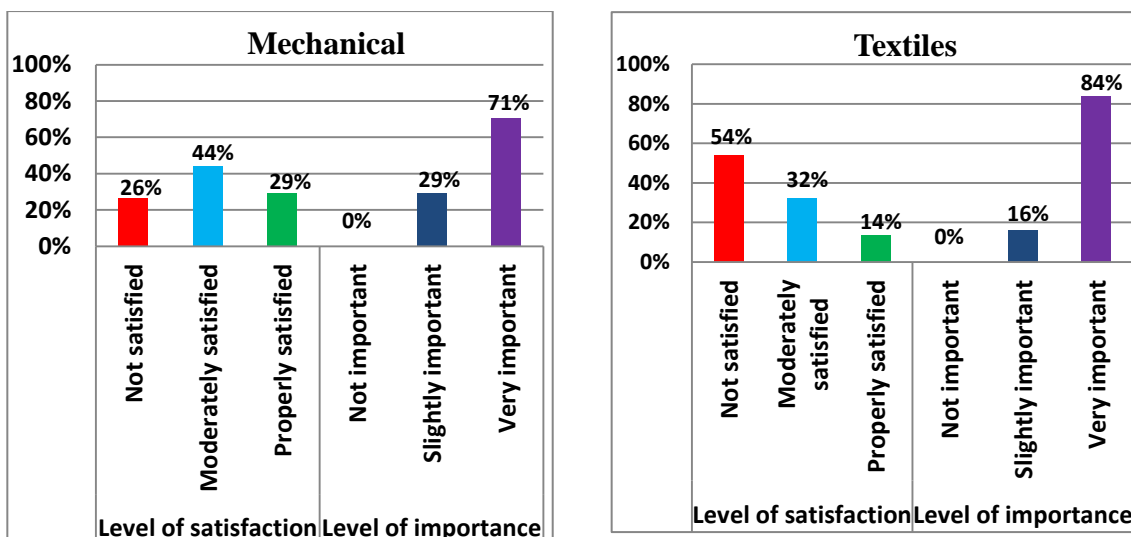 Mechanical
100%
80%
60%
40%
20%
0%
26%
44%
29%
0%
29%
71%
Not satisfied
Moderately satisfied
Properly satisfied
Not important
Slightly important
Very important
Level of satisfaction
Level of importance
Textiles
100%
80%
60%
40%
20%
0%
54%
32%
14%
0%
16%
84%
Not satisfied
Moderately
satisfied
Properly satisfied
Not important
Slightly important
Very important
Level of satisfaction
Level of importance